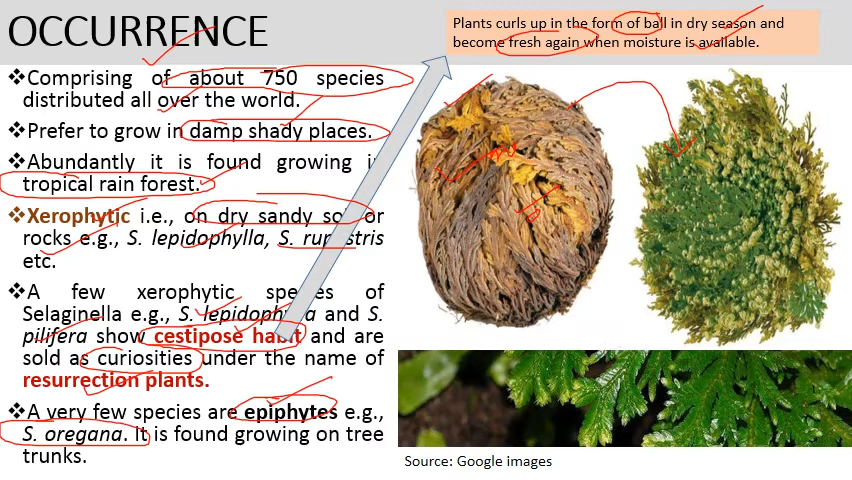 OCCURRENCE
Plants curls up in the form of ball in dry season and
become fresh again when moisture is available.
❖Comprising of about 750 species
distributed all over the world.
❖Prefer to grow in damp shady places.
❖Abundantly it is found growing
tropical rain forest.
❖Xerophytic i.e., on dry sandy soil or
rocks e.g., S. lepidophylla, S. rupestris
etc.
❖A few xerophytic species of
Selaginella e.g., S. lepidophylla and S.
pilifera show cestipose habit and are
sold as curiosities under the name of
resurrection plants.
❖A very few species are epiphytes e.g.,
S. oregana. It is found growing on tree
trunks.
Source: Google images